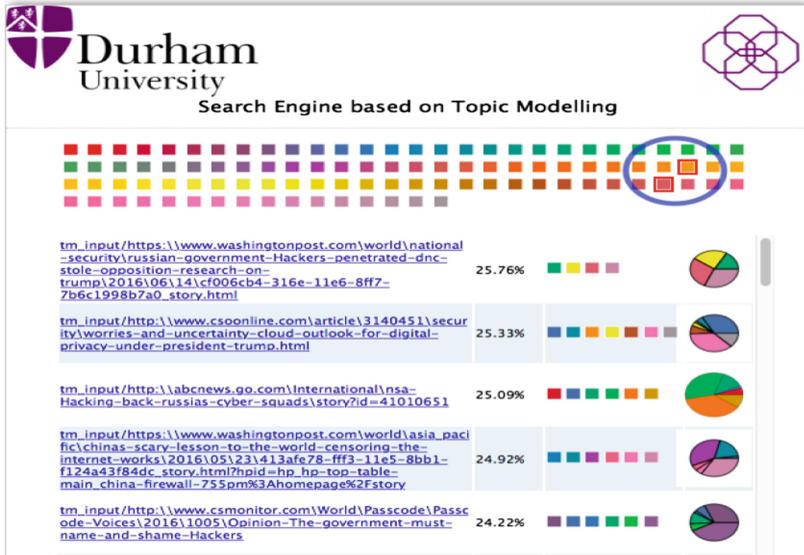 Durham
University
Search Engine based on Topic Modelling
tm_input/https:\\www.washingtonpost.com\world\national
-security\russian-government-Hackers-penetrated-dnc-
stole-opposition-research-on-
trump\2016\06\14\cf006cb4-316e-11e6-8ff7-
7b6c1998b7a0_story.html
25.76%
tm_input/http:\\www.csoonline.com\article\3140451\secur
ity\worries-and-uncertainty-cloud-outlook-for-digital-
privacy-under-president-trump.html
25.33%
tm_input/http:\\abcnews.go.com\International\nsa-
Hacking-back-russias-cyber-squads\story?id=41010651
25.09%
tm_input/https:\\www.washingtonpost.com\world\asia_paci
fic\chinas-scary-lesson-to-the-world-censoring-the-
internet-works\2016\05\23\413afe78-fff3-11e5-8bb1-
f124a43f84dc_story.html?hpid=hp_hp-top-table-
main_china-firewall-755pm%3Ahomepage%2Fstory
24.92%
tm_input/http:\\www.csmonitor.com\World\Passcode\Passc
ode-Voices\2016\1005\Opinion-The-government-must-
name-and-shame-Hackers
24.22%